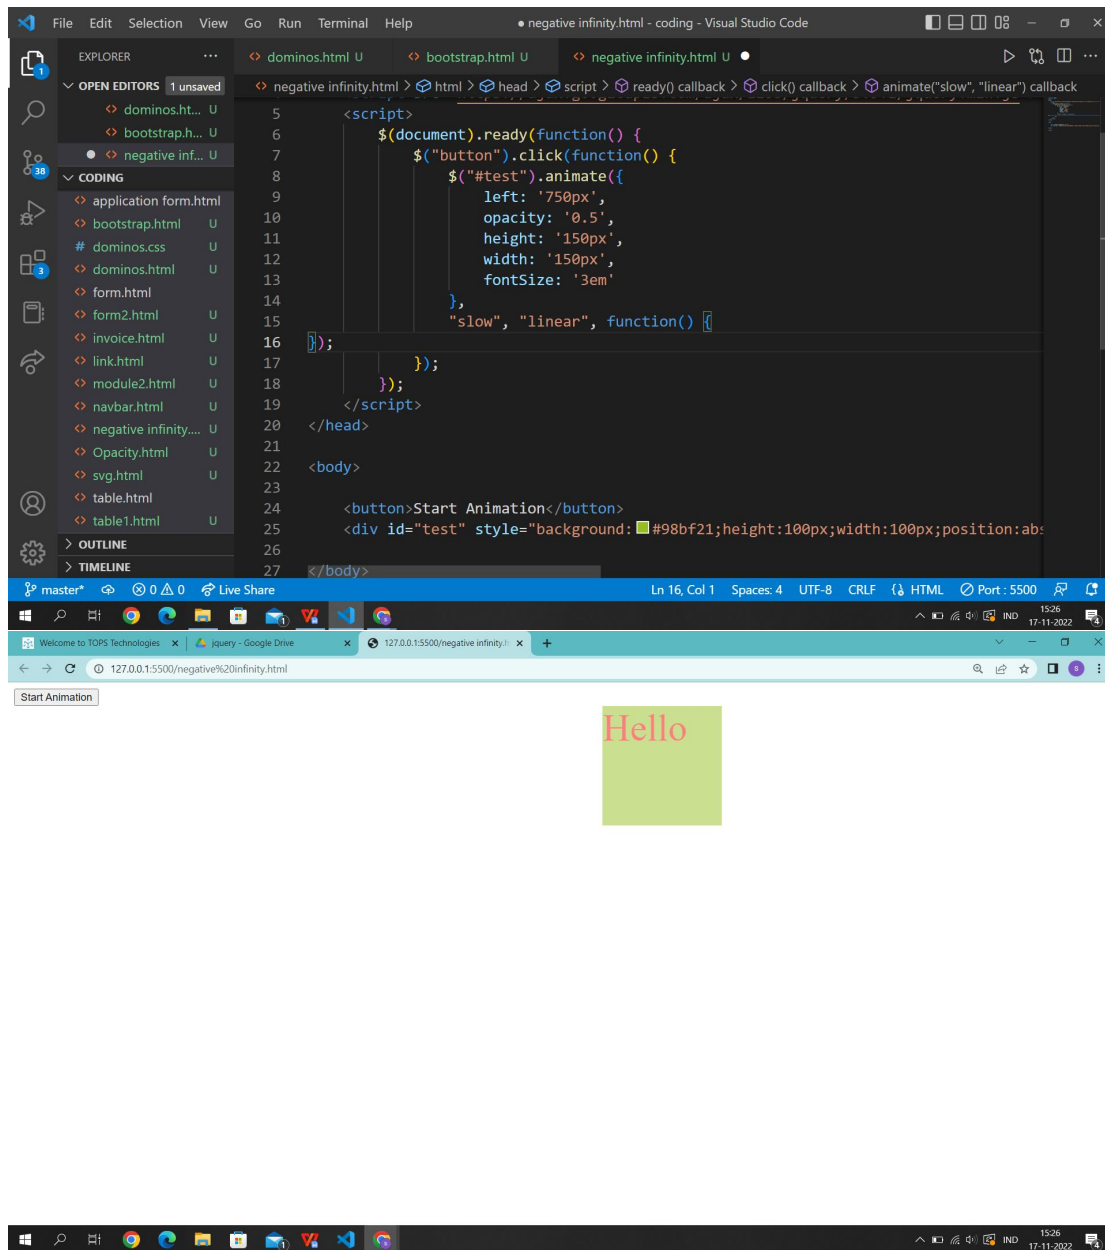 File Edit Selection View Go Run Terminal Help ● negative infinity.html - coding - Visual Studio Code
EXPLORER ···
dominos.html U bootstrap.html U negative infinity.html U ●
OPEN EDITORS 1 unsaved
negative infinity.html > html > head > script > ready() callback > click() callback > animate("slow", "linear") callback
dominos.ht... U
bootstrap.h... U
● negative inf... U
CODING
application form.html
bootstrap.html U
# dominos.css U
dominos.html U
form.html
form2.html U
invoice.html U
link.html U
module2.html U
navbar.html U
negative infinity.... U
Opacity.html U
svg.html U
table.html
table1.html U
OUTLINE
TIMELINE
5 <script>
6 $(document).ready(function() {
7 $("button").click(function() {
8 $("#test").animate({
9 left: '750px',
10 opacity: '0.5',
11 height: '150px',
12 width: '150px',
13 fontSize: '3em'
14 },
15 "slow", "linear", function() {
16 });
17 });
18 });
19 </script>
20 </head>
21
22 <body>
23
24 <button>Start Animation</button>
25 <div id="test" style="background:#98bf21;height:100px;width:100px;position:abs
26
27 </body>
1
38
3
master* 0 0 Live Share Ln 16, Col 1 Spaces: 4 UTF-8 CRLF HTML Port : 5500
IND 15:26
17-11-2022 4
Welcome to TOPS Technologies jquery - Google Drive 127.0.0.1:5500/negative infinity.h
127.0.0.1:5500/negative%20infinity.html S
Start Animation
Hello
IND 15:26
17-11-2022 4